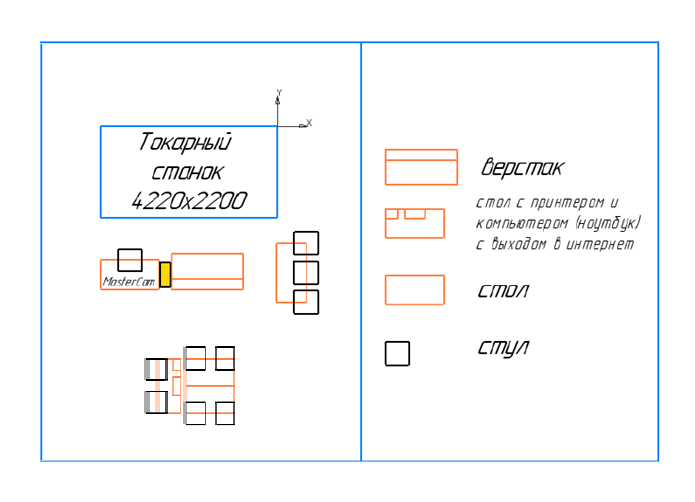 Y
X
Токарный
станок
4220x2200
MasterCam
верстак
стол с принтером и
компьютером (ноутбук)
с выходом в интернет
стол
стул